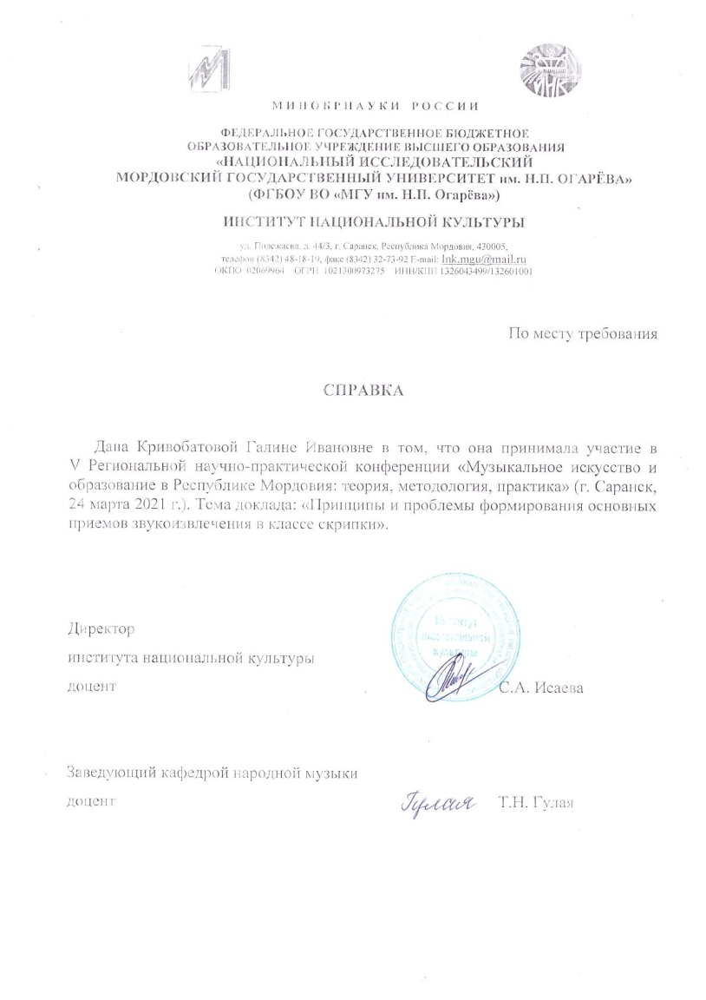 ИНК
МИНОБРНАУКИ РОССИИ
ФЕДЕРАЛЬНОЕ ГОСУДАРСТВЕННОЕ БЮДЖЕТНОЕ
ОБРАЗОВАТЕЛЬНОЕ УЧРЕЖДЕНИЕ ВЫСШЕГО ОБРАЗОВАНИЯ
«НАЦИОНАЛЬНЫЙ ИССЛЕДОВАТЕЛЬСКИЙ
МОРДОВСКИЙ ГОСУДАРСТВЕННЫЙ УНИВЕРСИТЕТ им. Н.П. ОГАРЁВА»
(ФГБОУ ВО «МГУ им. Н.П. Огарёва»)
ИНСТИТУТ НАЦИОНАЛЬНОЙ КУЛЬТУРЫ
ул. Полежаева, д. 44/3, г. Саранск, Республика Мордовия, 430005,
телефон (8342) 48-18-19, факс (8342) 32-73-92 E-mail: Ink.mgu@mail.ru
ОКПО 02069964 ОГРН 1021300973275 ИНН/КПП 1326043499/132601001
По месту требования
СПРАВКА
Дана Кривобатовой Галине Ивановне в том, что она принимала участие в
V Региональной научно-практической конференции «Музыкальное искусство и
образование в Республике Мордовия: теория, методология, практика» (г. Саранск,
24 марта 2021 г.). Тема доклада: «Принципы и проблемы формирования основных
приемов звукоизвлечения в классе скрипки».
Институт
национальной
культуры
Директор
института национальной культуры
доцент С.А. Исаева
Заведующий кафедрой народной музыки
доцент Гулая Т.Н. Гулая